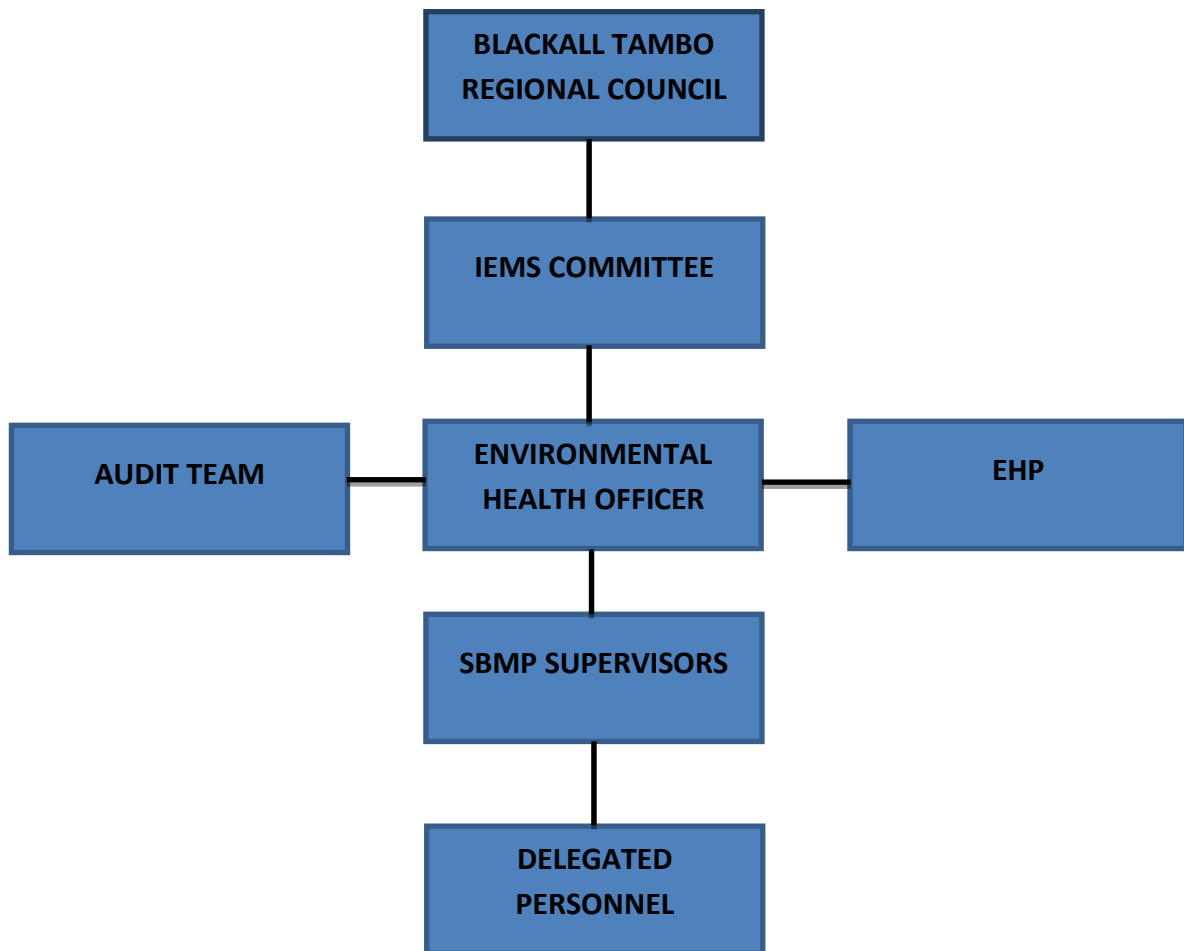 BLACKALL TAMBO
REGIONAL COUNCIL
IEMS COMMITTEE
AUDIT TEAM
ENVIRONMENTAL
HEALTH OFFICER
EHP
SBMP SUPERVISORS
DELEGATED
PERSONNEL